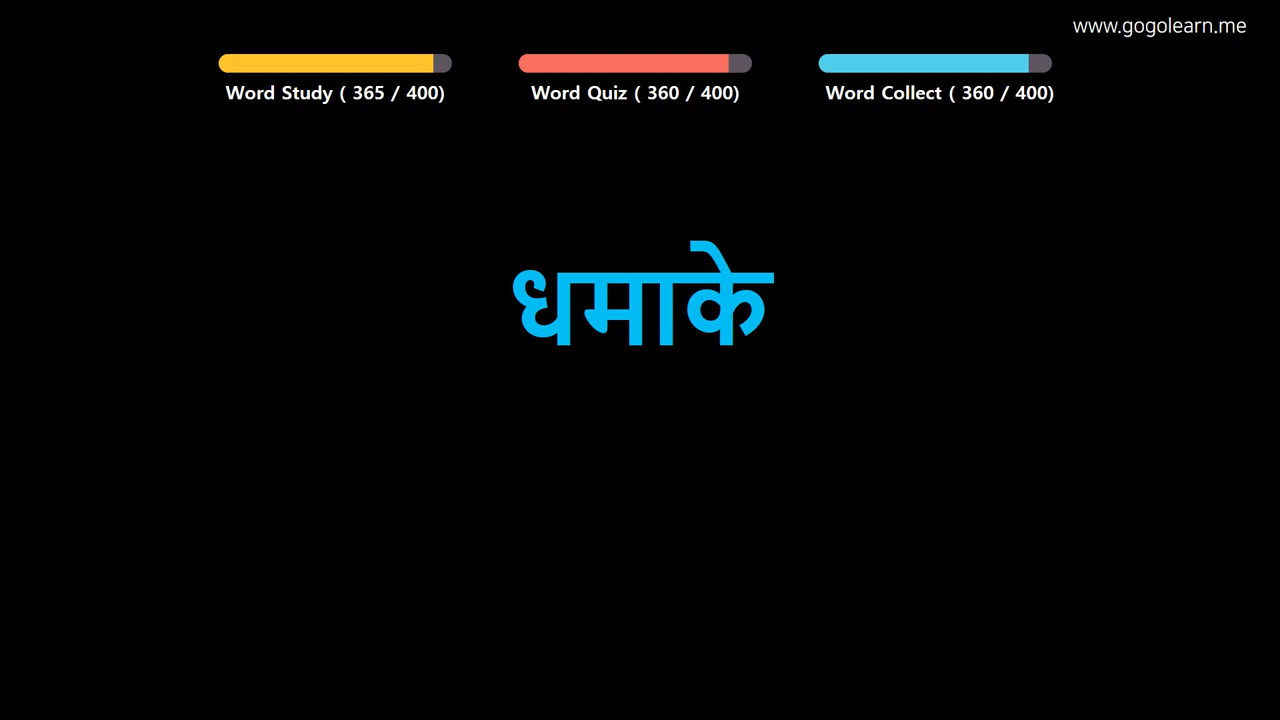 www.gogolearn.me
Word Study ( 365 / 400)
Word Quiz ( 360 / 400)
Word Collect ( 360 / 400)
धमाके